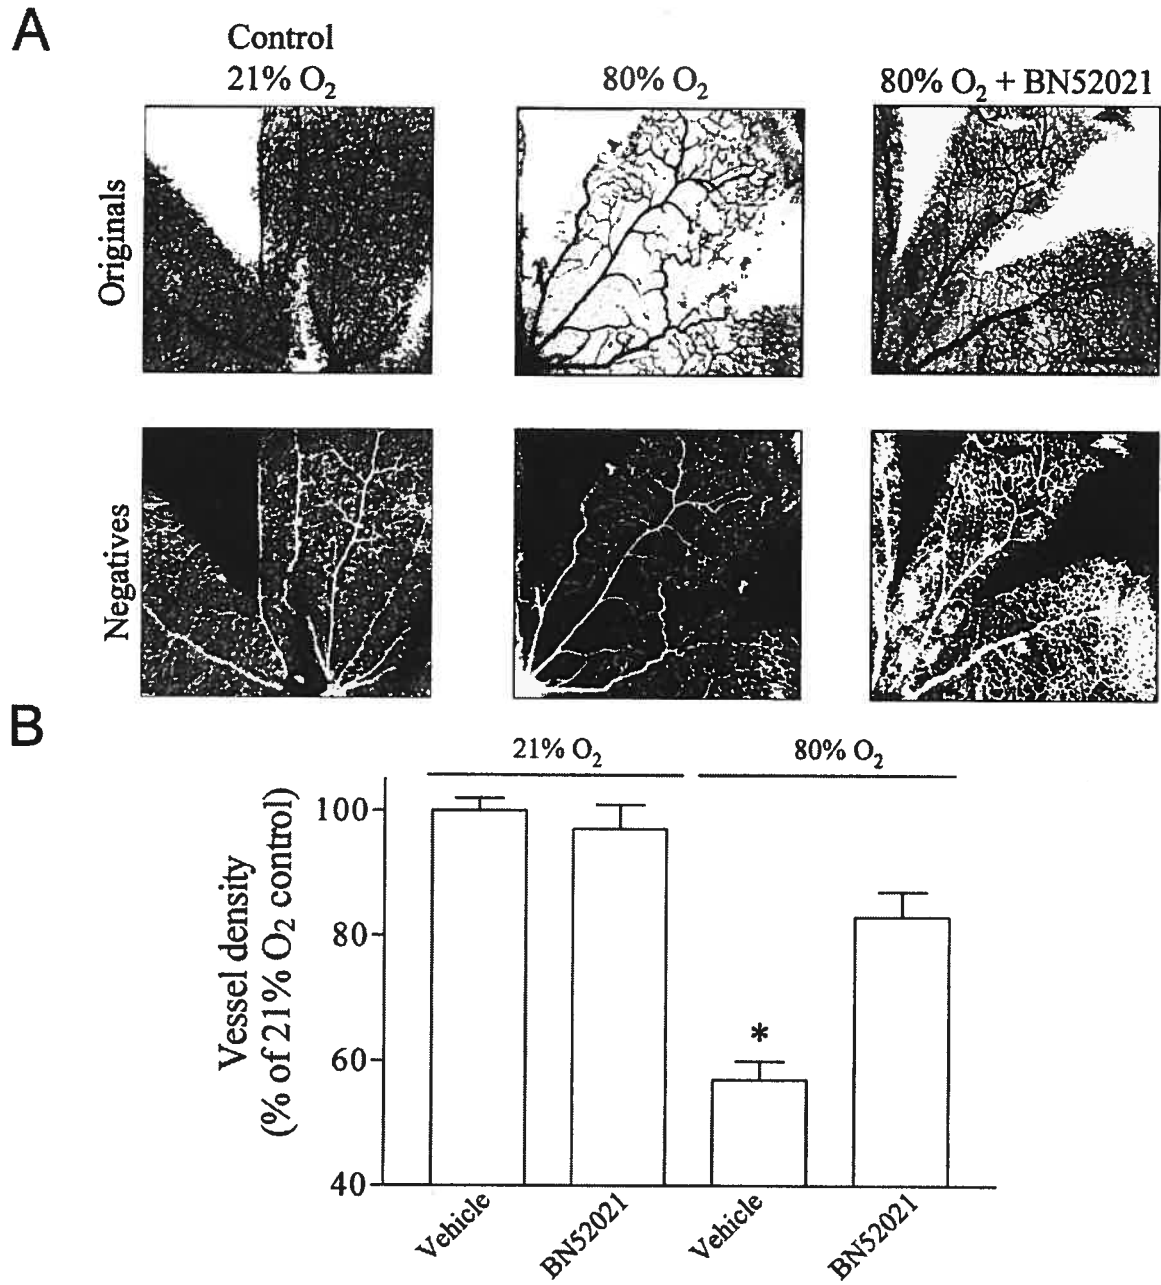 A
Control
21% O₂
80% O₂
80% O₂ + BN52021
Originals
Negatives
B
21% O₂
80% O₂
Vessel density
(% of 21% O₂ control)
100
80
60
40
*
Vehicle
BN52021
Vehicle
BN52021